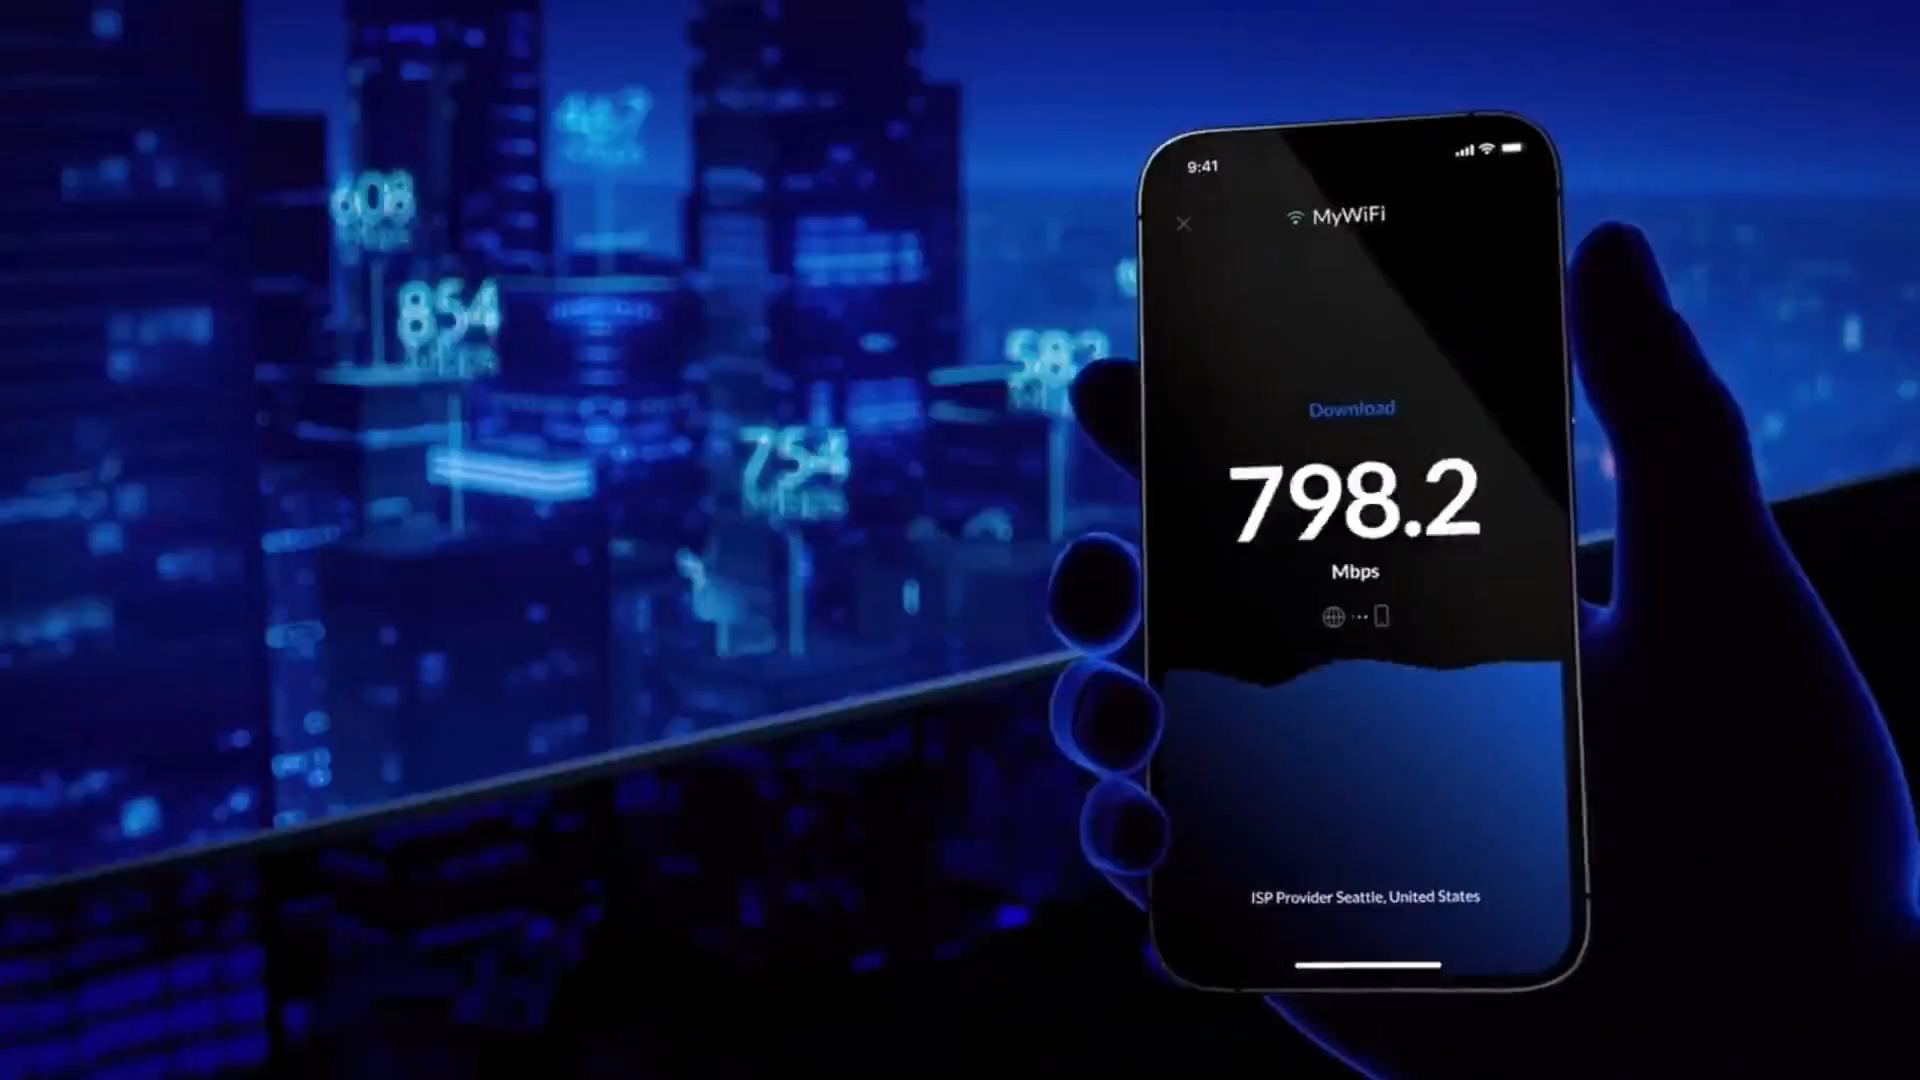 608
854
754
9:41
MyWiFi
Download
798.2
Mbps
ISP Provider Seattle, United States